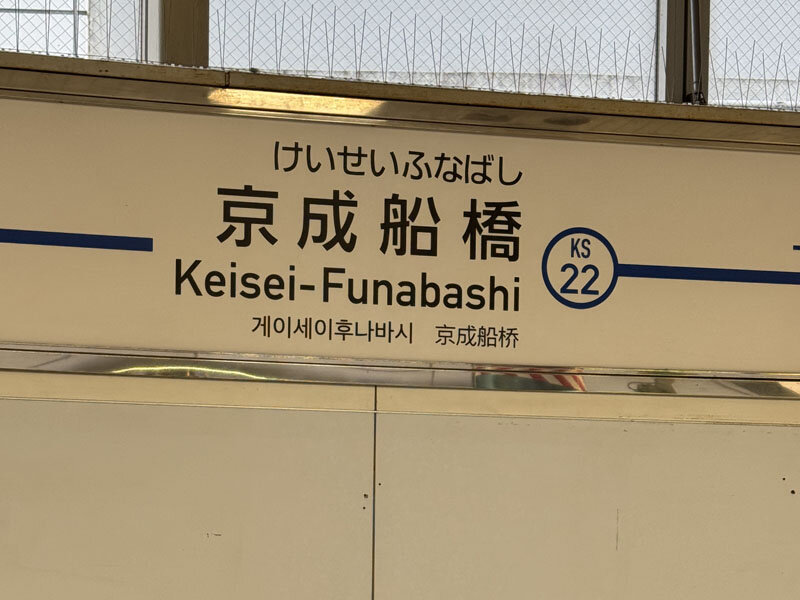 けいせいふなばし
京成船橋
Keisei-Funabashi
게이세이후나바시 京成船桥
KS
22